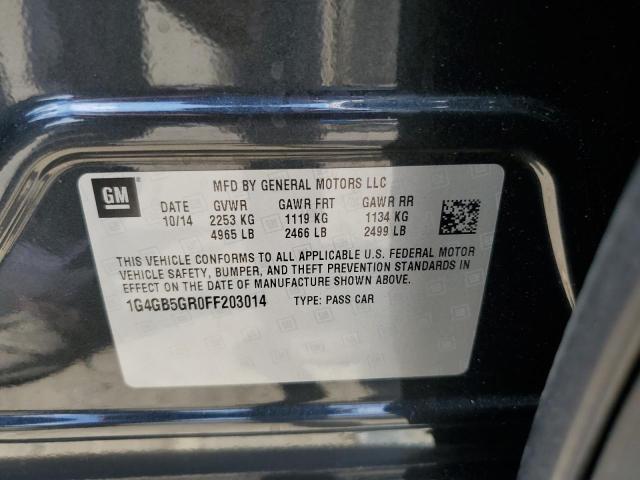 GM
MFD BY GENERAL MOTORS LLC
DATE GVWR GAWR FRT GAWR RR
10/14 2253 KG 1119 KG 1134 KG
4965 LB 2466 LB 2499 LB
THIS VEHICLE CONFORMS TO ALL APPLICABLE U.S. FEDERAL MOTOR
VEHICLE SAFETY, BUMPER, AND THEFT PREVENTION STANDARDS IN
EFFECT ON THE DATE OF MANUFACTURE SHOWN ABOVE.
1G4GB5GR0FF203014 TYPE: PASS CAR